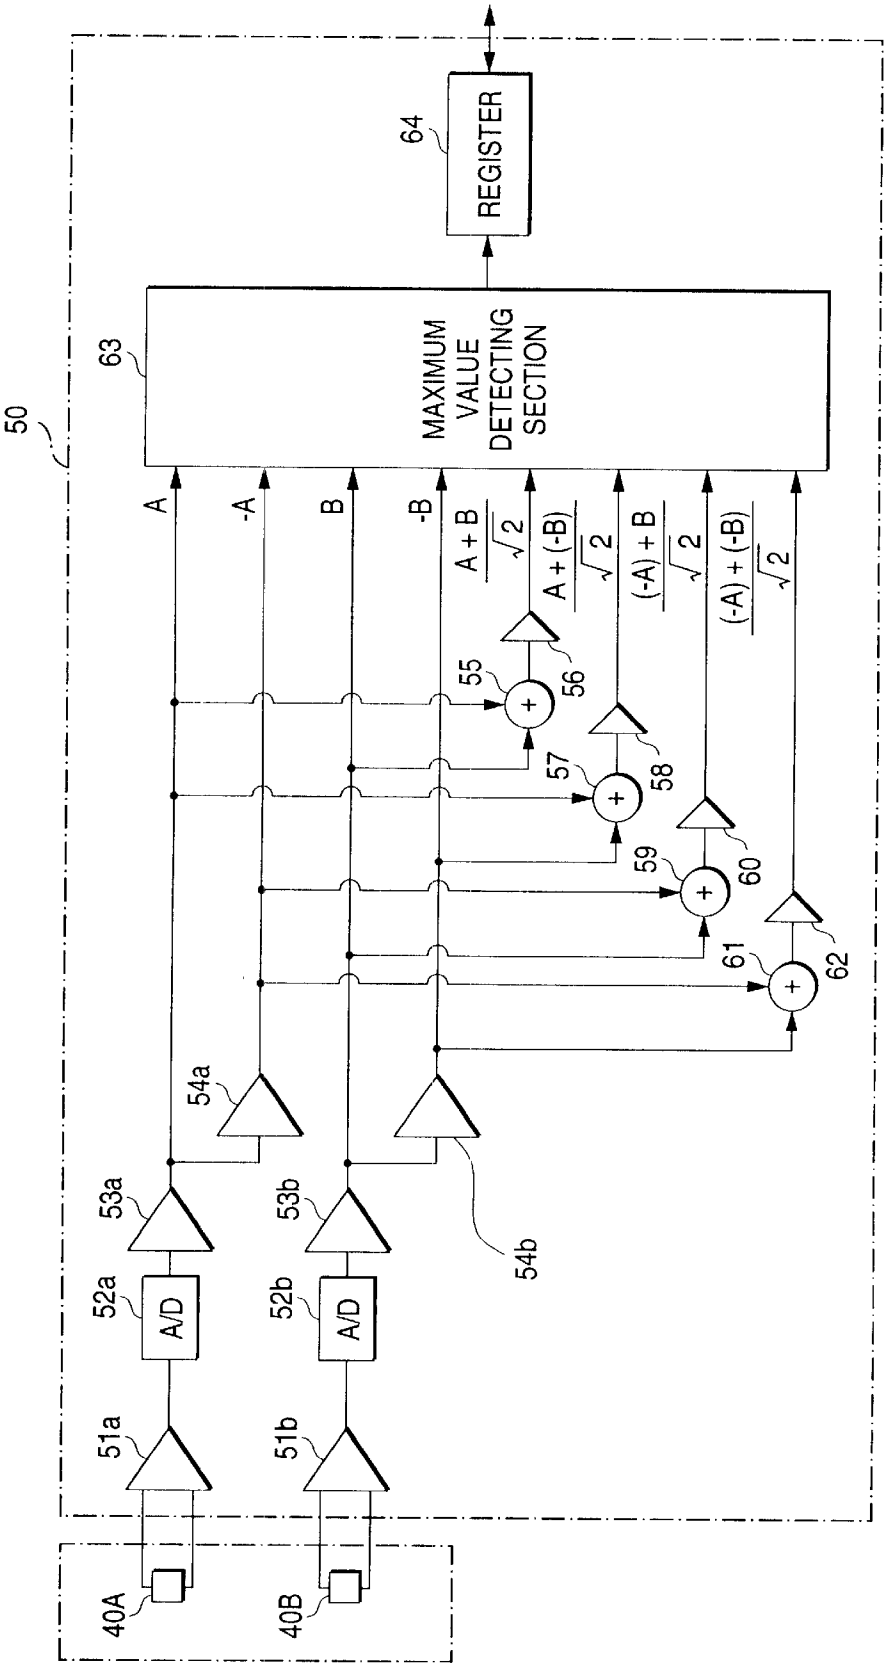 50
40A
40B
51a
51b
52a
A/D
52b
A/D
53a
53b
54a
54b
55
56
57
58
59
60
61
62
A
-A
B
-B
A + B
√2
A + (-B)
√2
(-A) + B
√2
(-A) + (-B)
√2
63
MAXIMUM
VALUE
DETECTING
SECTION
64
REGISTER
+
+
+
+